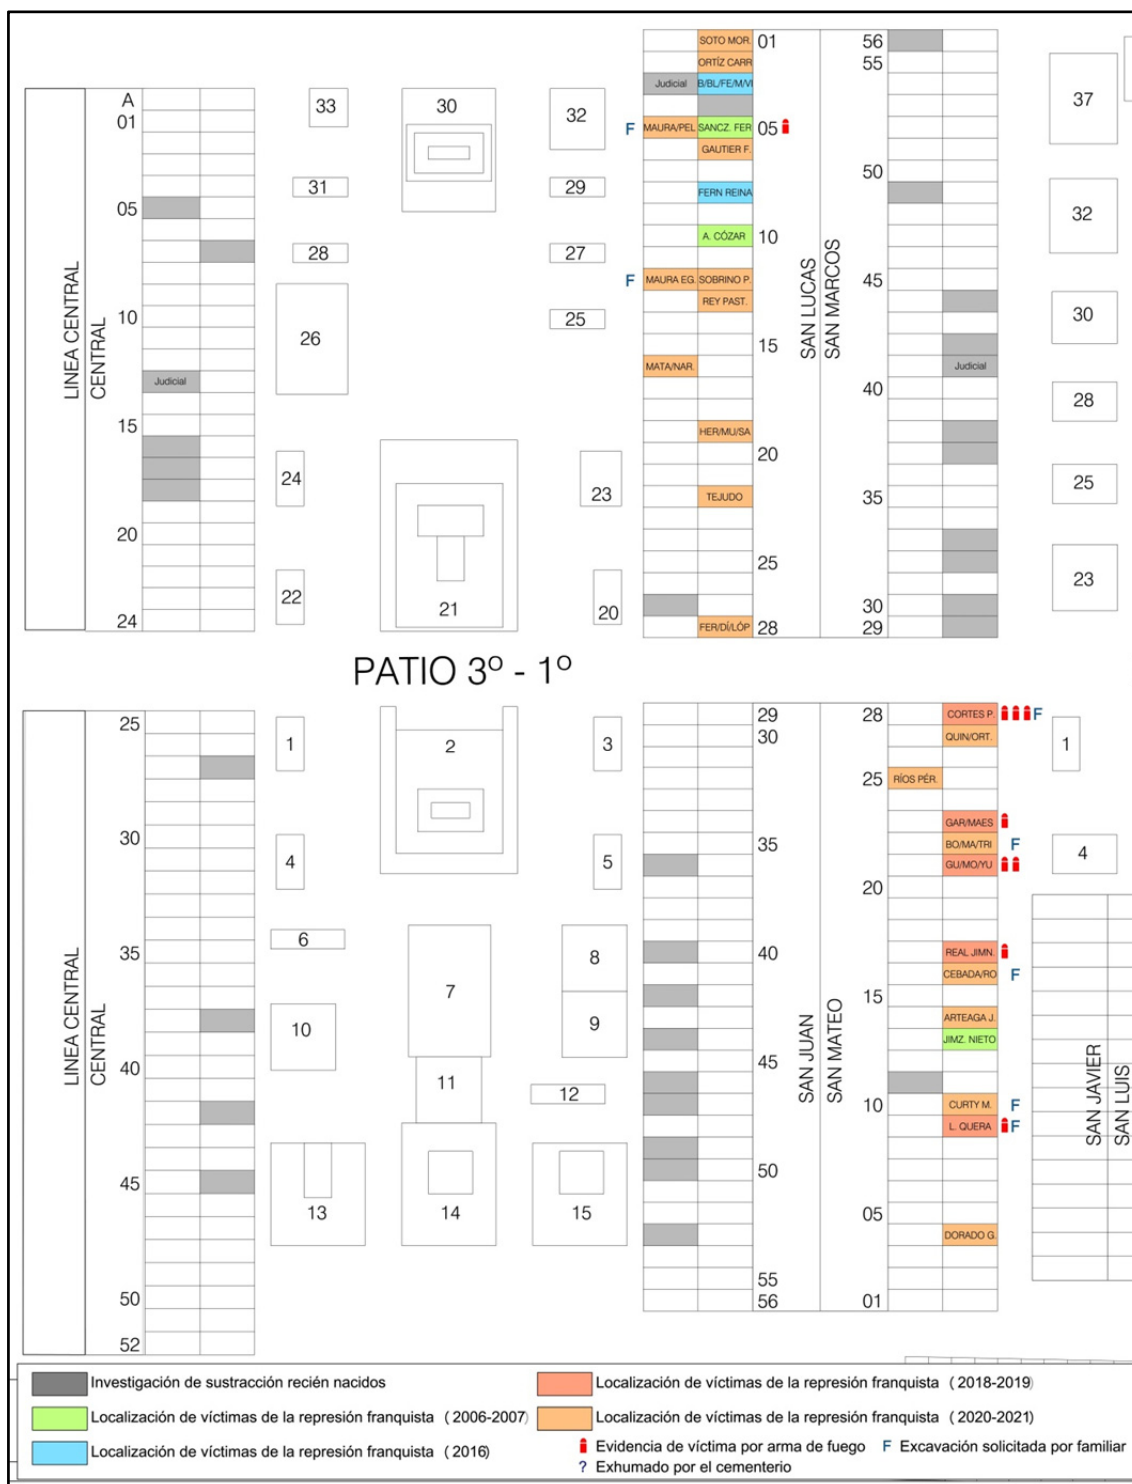 SOTO MOR. 01 56
ORTÍZ CARR 55
A 33 30 32 Judicial B/BL/FE/M/VI 37
01
F MAURA/PEL SANCZ. FER 05
GAUTIER F.
50
31 29 FERN REINA 32
05
28 27 A. CÓZAR 10
LINEA CENTRAL
CENTRAL
SAN LUCAS
SAN MARCOS
F MAURA EG. SOBRINO P. 45
REY PAST.
10 26 25 30
15
MATA/NAR. Judicial
Judicial 40
28
15 HER/MU/SA
20
24 23 TEJUDO 35 25
20
25
22 21 20 30 23
24 FER/DÍ/LÓP 28 29
PATIO 3º - 1º
25 29 28 CORTES P. F
1 2 3 30 QUIN/ORT. 1
25 RÍOS PÉR.
GAR/MAES
30 35 BO/MA/TRI F
4 5 GU/MO/YU 4
20
6
35 8 40 REAL JIMN.
7 CEBADA/RO F
15
10 9 ARTEAGA J.
JIMZ. NIETO
LINEA CENTRAL
CENTRAL
SAN JUAN
SAN MATEO
SAN JAVIER
SAN LUIS
40 45
11 12
10 CURTY M. F
L. QUERA F
50
45
13 14 15 05
DORADO G.
55
50 56 01
52
Investigación de sustracción recién nacidos
Localización de víctimas de la represión franquista ( 2018-2019)
Localización de víctimas de la represión franquista ( 2006-2007)
Localización de víctimas de la represión franquista ( 2020-2021)
Localización de víctimas de la represión franquista ( 2016)
Evidencia de víctima por arma de fuego F Excavación solicitada por familiar
? Exhumado por el cementerio